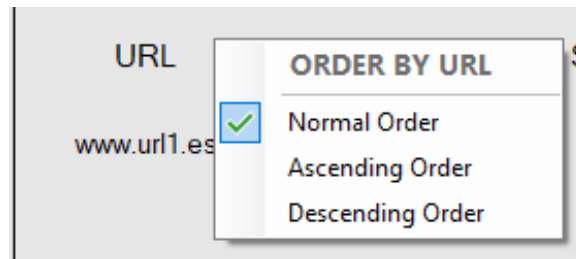 URL
ORDER BY URL
www.url1.es
Normal Order
Ascending Order
Descending Order